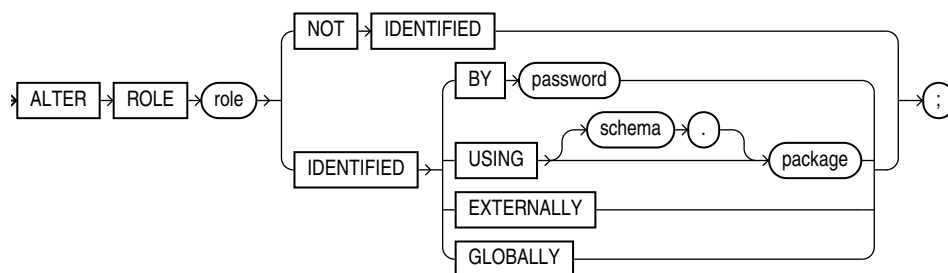 NOT IDENTIFIED
BY password
ALTER ROLE role ;
schema .
IDENTIFIED USING package
EXTERNALLY
GLOBALLY